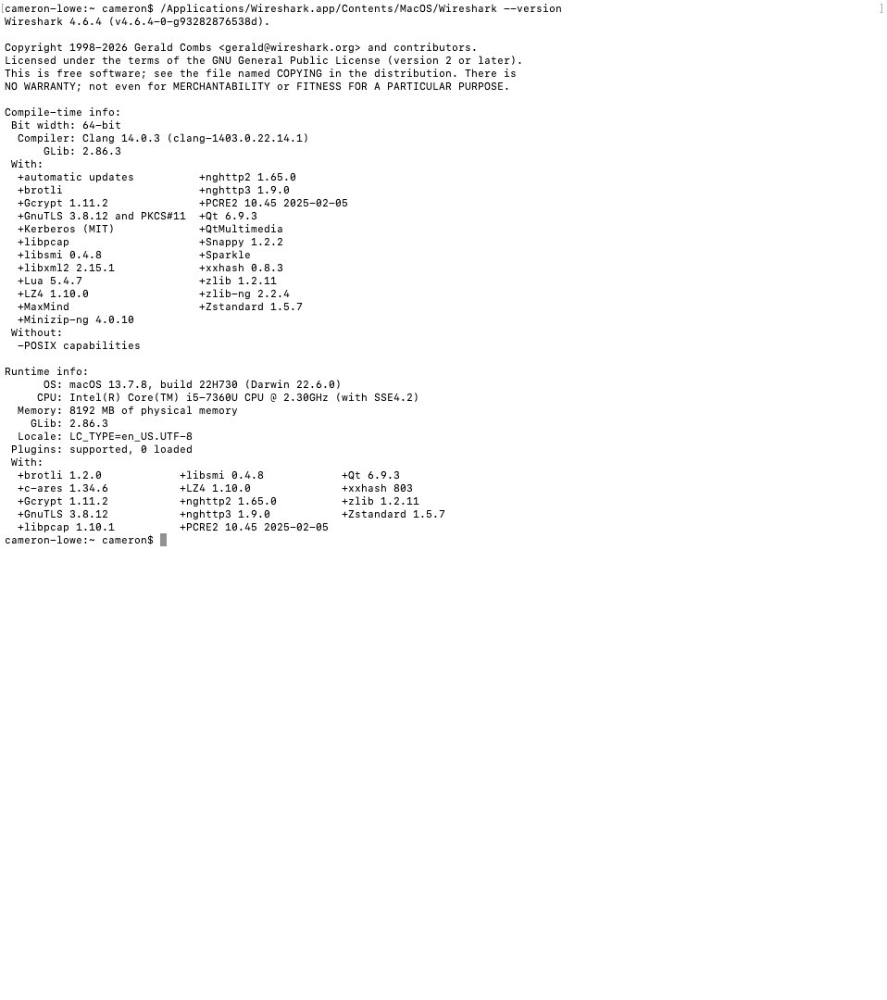 [cameron-lowe:~ cameron$ /Applications/Wireshark.app/Contents/MacOS/Wireshark --version ]
Wireshark 4.6.4 (v4.6.4-0-g93282876538d).

Copyright 1998-2026 Gerald Combs <gerald@wireshark.org> and contributors.
Licensed under the terms of the GNU General Public License (version 2 or later).
This is free software; see the file named COPYING in the distribution. There is
NO WARRANTY; not even for MERCHANTABILITY or FITNESS FOR A PARTICULAR PURPOSE.

Compile-time info:
 Bit width: 64-bit
  Compiler: Clang 14.0.3 (clang-1403.0.22.14.1)
      GLib: 2.86.3
 With:
  +automatic updates          +nghttp2 1.65.0
  +brotli                     +nghttp3 1.9.0
  +Gcrypt 1.11.2              +PCRE2 10.45 2025-02-05
  +GnuTLS 3.8.12 and PKCS#11  +Qt 6.9.3
  +Kerberos (MIT)             +QtMultimedia
  +libpcap                    +Snappy 1.2.2
  +libsmi 0.4.8               +Sparkle
  +libxml2 2.15.1             +xxhash 0.8.3
  +Lua 5.4.7                  +zlib 1.2.11
  +LZ4 1.10.0                 +zlib-ng 2.2.4
  +MaxMind                    +Zstandard 1.5.7
  +Minizip-ng 4.0.10
 Without:
  -POSIX capabilities

Runtime info:
      OS: macOS 13.7.8, build 22H730 (Darwin 22.6.0)
     CPU: Intel(R) Core(TM) i5-7360U CPU @ 2.30GHz (with SSE4.2)
  Memory: 8192 MB of physical memory
    GLib: 2.86.3
  Locale: LC_TYPE=en_US.UTF-8
 Plugins: supported, 0 loaded
 With:
  +brotli 1.2.0            +libsmi 0.4.8            +Qt 6.9.3
  +c-ares 1.34.6           +LZ4 1.10.0              +xxhash 803
  +Gcrypt 1.11.2           +nghttp2 1.65.0          +zlib 1.2.11
  +GnuTLS 3.8.12           +nghttp3 1.9.0           +Zstandard 1.5.7
  +libpcap 1.10.1          +PCRE2 10.45 2025-02-05
cameron-lowe:~ cameron$